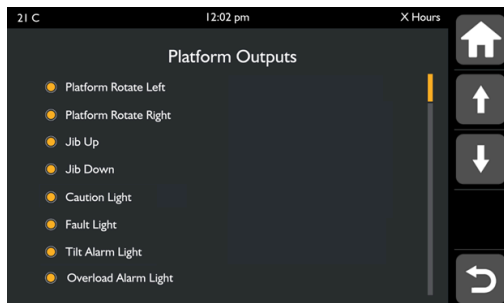 21 C 12:02 pm X Hours
Platform Outputs
Platform Rotate Left
Platform Rotate Right
Jib Up
Jib Down
Caution Light
Fault Light
Tilt Alarm Light
Overload Alarm Light